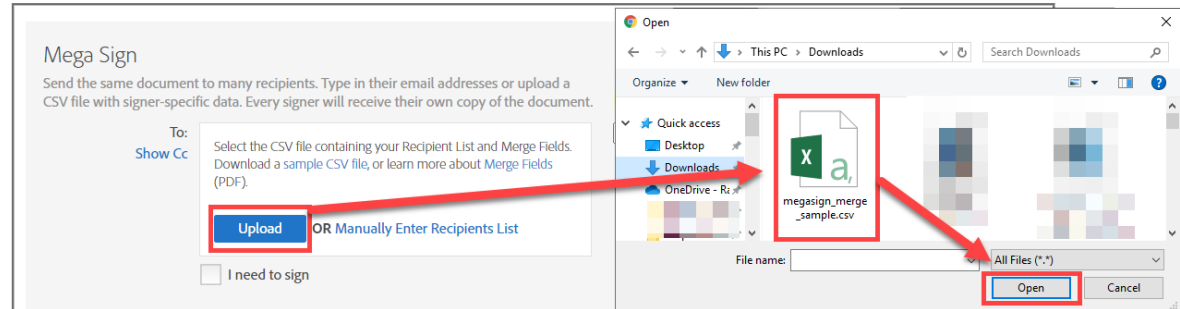 Mega Sign
Send the same document to many recipients. Type in their email addresses or upload a
CSV file with signer-specific data. Every signer will receive their own copy of the document.
To:
Show Cc
Select the CSV file containing your Recipient List and Merge Fields.
Download a sample CSV file, or learn more about Merge Fields
(PDF).
Upload OR Manually Enter Recipients List
I need to sign
Open
This PC > Downloads
Search Downloads
Organize
New folder
Quick access
Desktop
Downloads
OneDrive - Ra
X
a,
megasign_merge
_sample.csv
File name:
All Files (*.*)
Open
Cancel